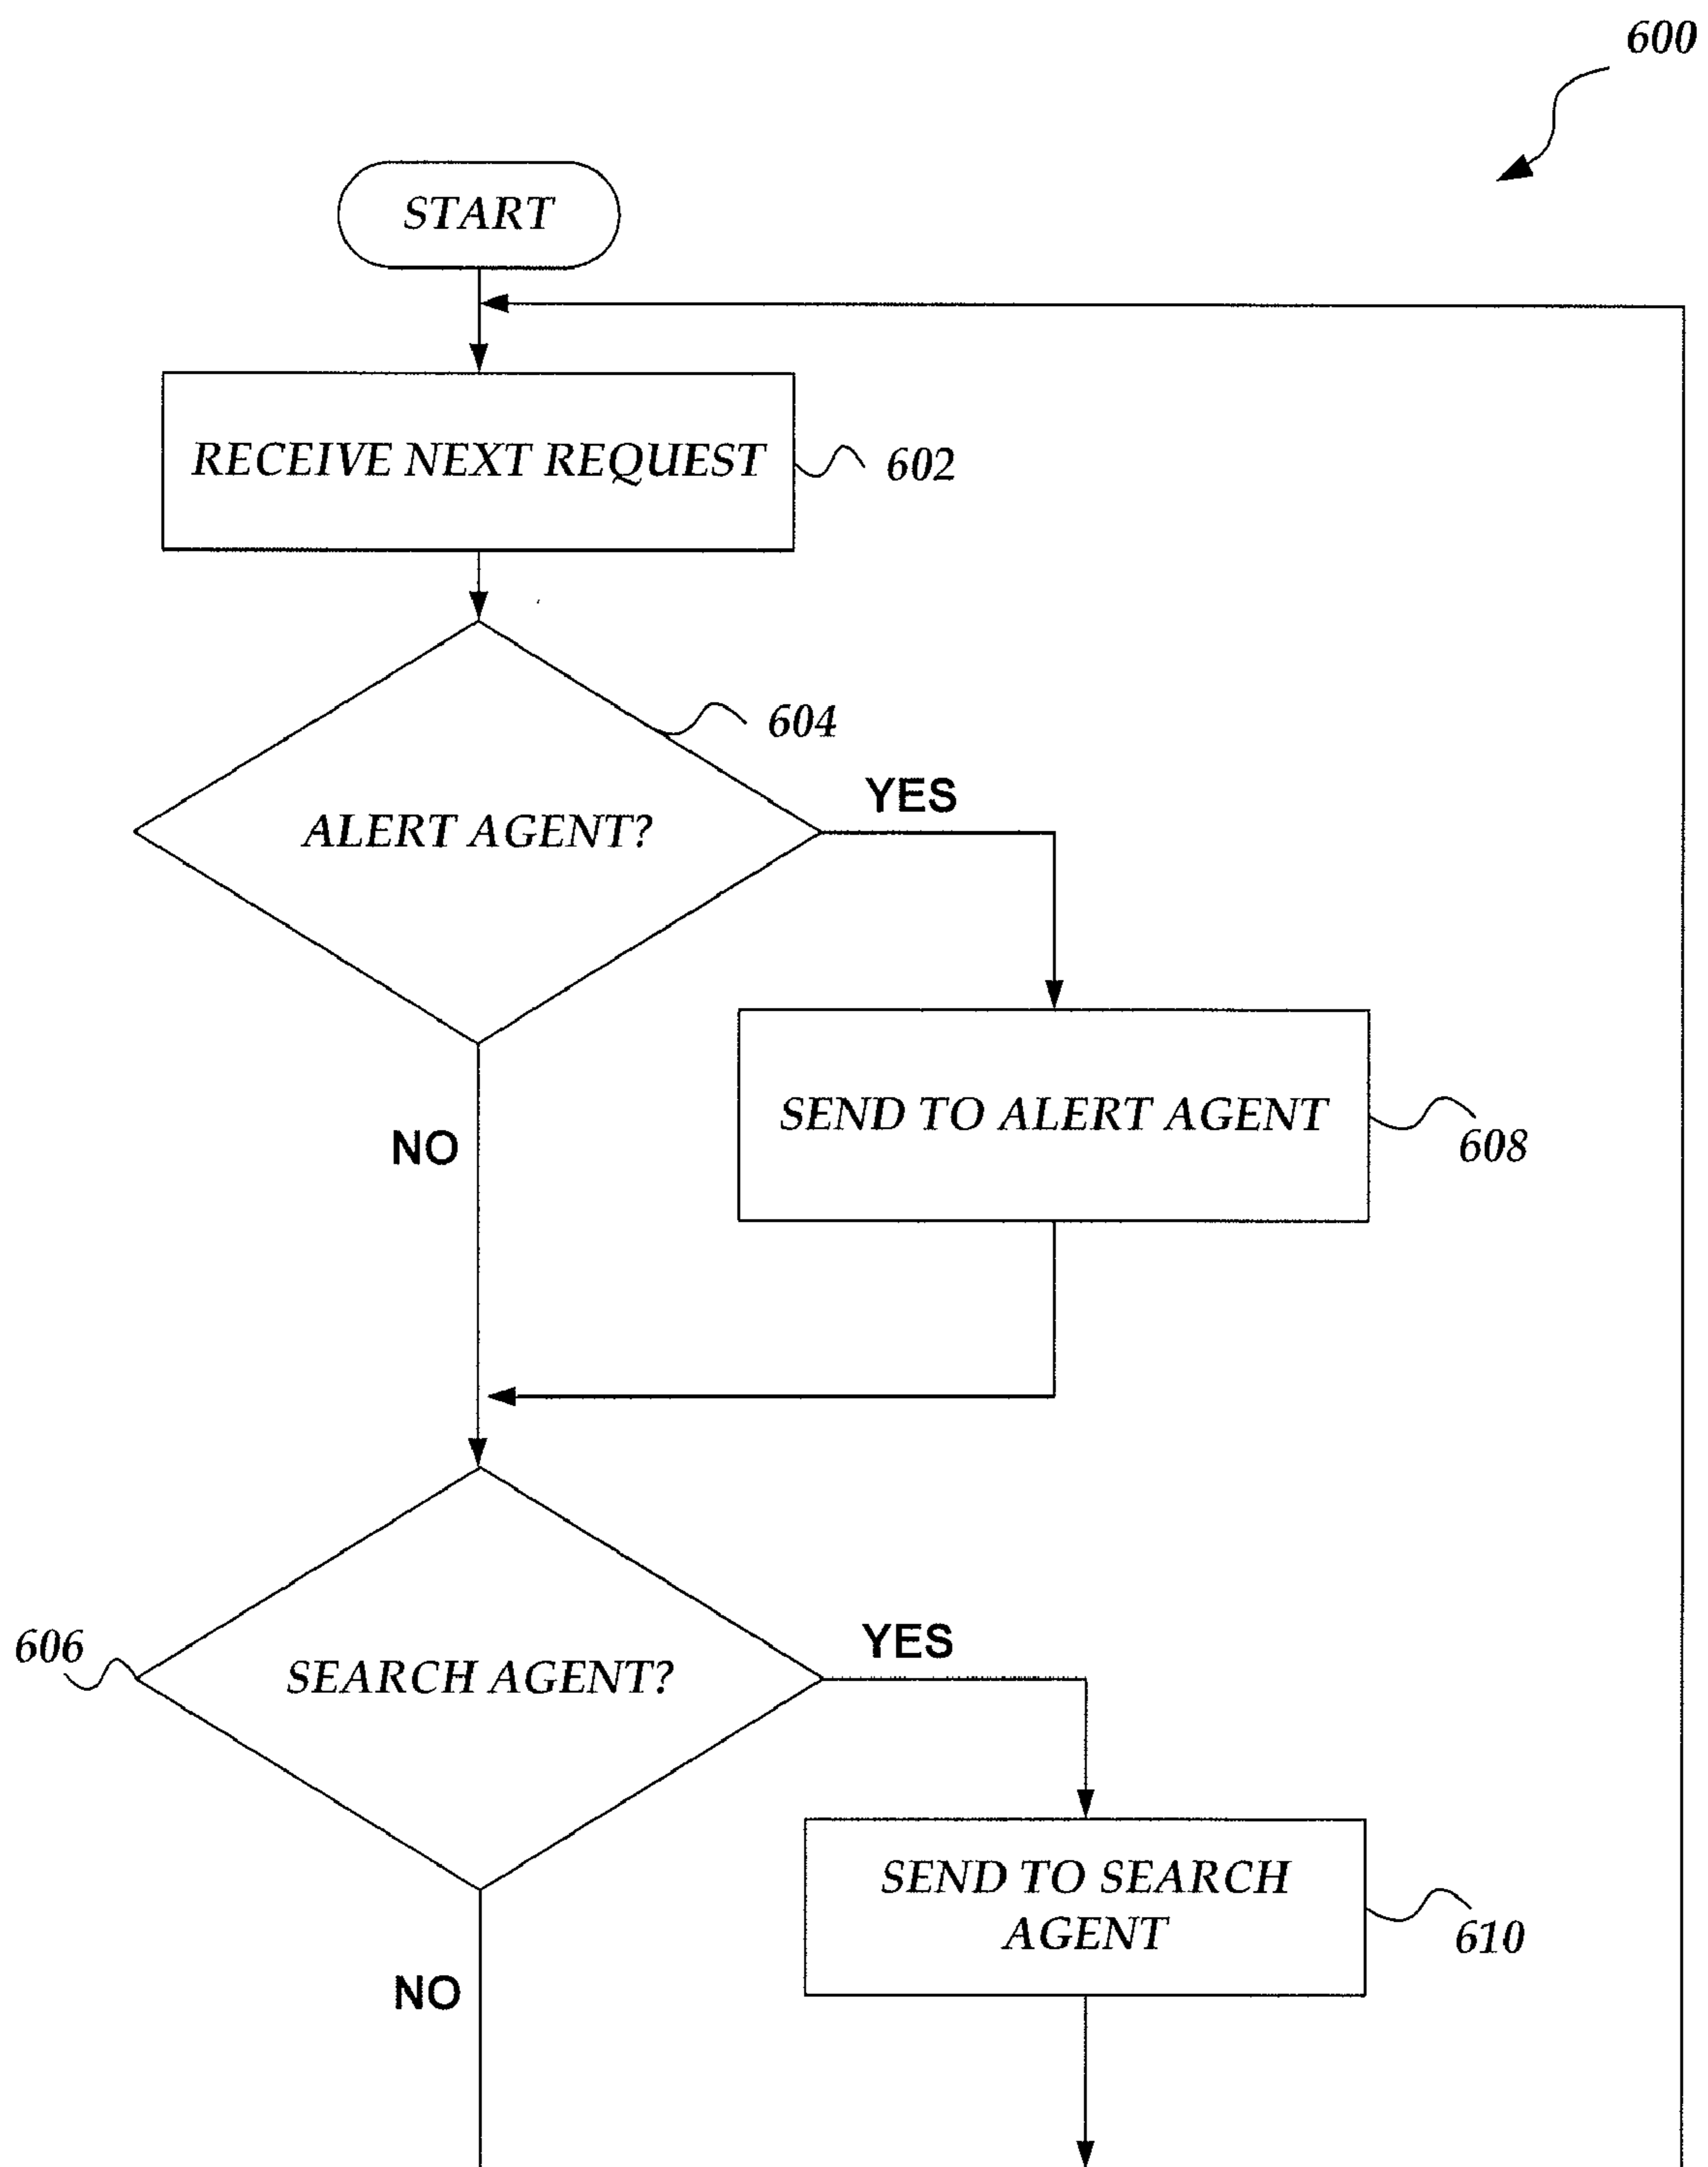 600
START
RECEIVE NEXT REQUEST
602
604
YES
ALERT AGENT?
SEND TO ALERT AGENT
608
NO
606
YES
SEARCH AGENT?
SEND TO SEARCH
AGENT
610
NO